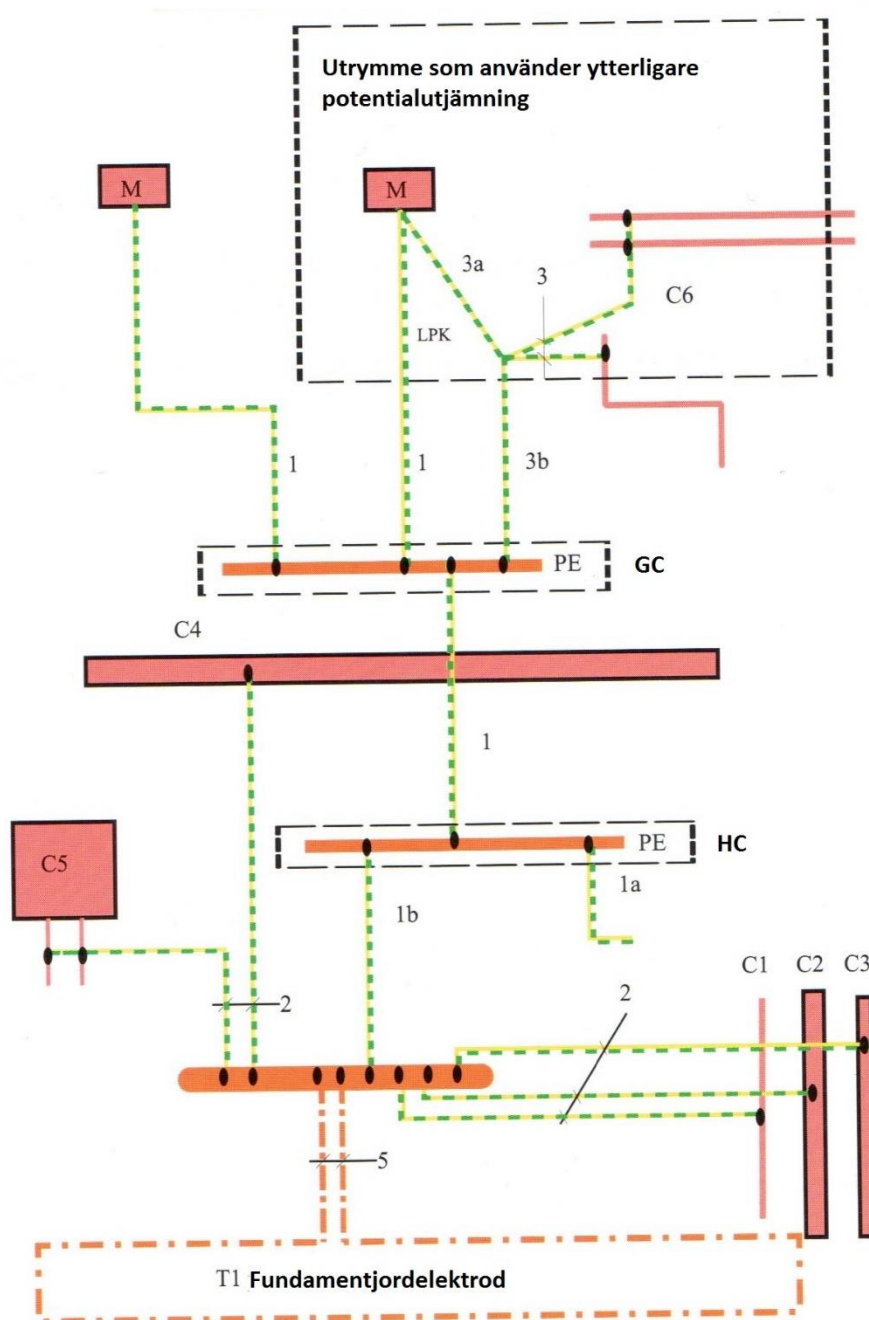 Utrymme som använder ytterligare
potentialutjämning
M
M
3a
3
C6
LPK
1
1
3b
PE
GC
C4
1
C5
PE
HC
1a
1b
C1
C2
C3
2
2
5
T1 Fundamentjordelektrod